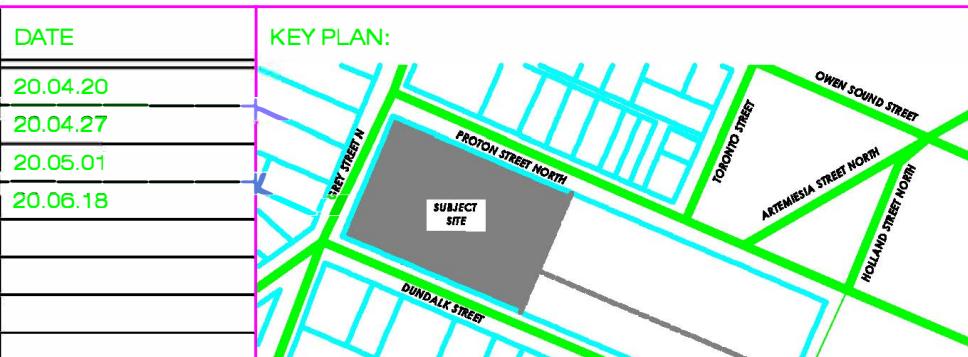 DATE
20.04.20
20.04.27
20.05.01
20.06.18
KEY PLAN:
OWEN SOUND STREET
TORONTO STREET
PROTON STREET NORTH
GREY STREET N
ARTEMIESIA STREET NORTH
SUBJECT
SITE
HOLLAND STREET NORTH
DUNDALK STREET